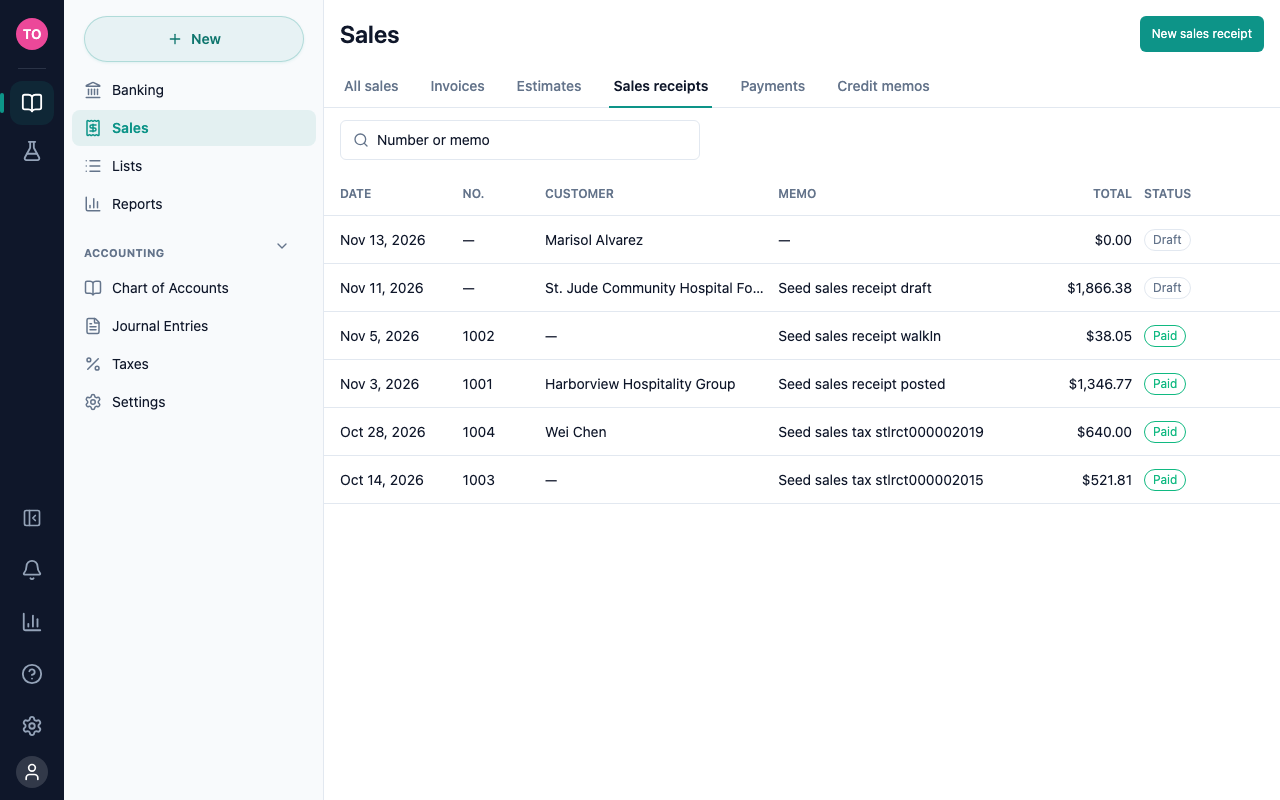 TO
New
Banking
Sales
Lists
Reports
ACCOUNTING
Chart of Accounts
Journal Entries
Taxes
Settings
Sales
New sales receipt
All sales Invoices Estimates Sales receipts Payments Credit memos
Number or memo
DATE NO. CUSTOMER MEMO TOTAL STATUS
Nov 13, 2026 — Marisol Alvarez — $0.00 Draft
Nov 11, 2026 — St. Jude Community Hospital Fo... Seed sales receipt draft $1,866.38 Draft
Nov 5, 2026 1002 — Seed sales receipt walkIn $38.05 Paid
Nov 3, 2026 1001 Harborview Hospitality Group Seed sales receipt posted $1,346.77 Paid
Oct 28, 2026 1004 Wei Chen Seed sales tax stlrct000002019 $640.00 Paid
Oct 14, 2026 1003 — Seed sales tax stlrct000002015 $521.81 Paid